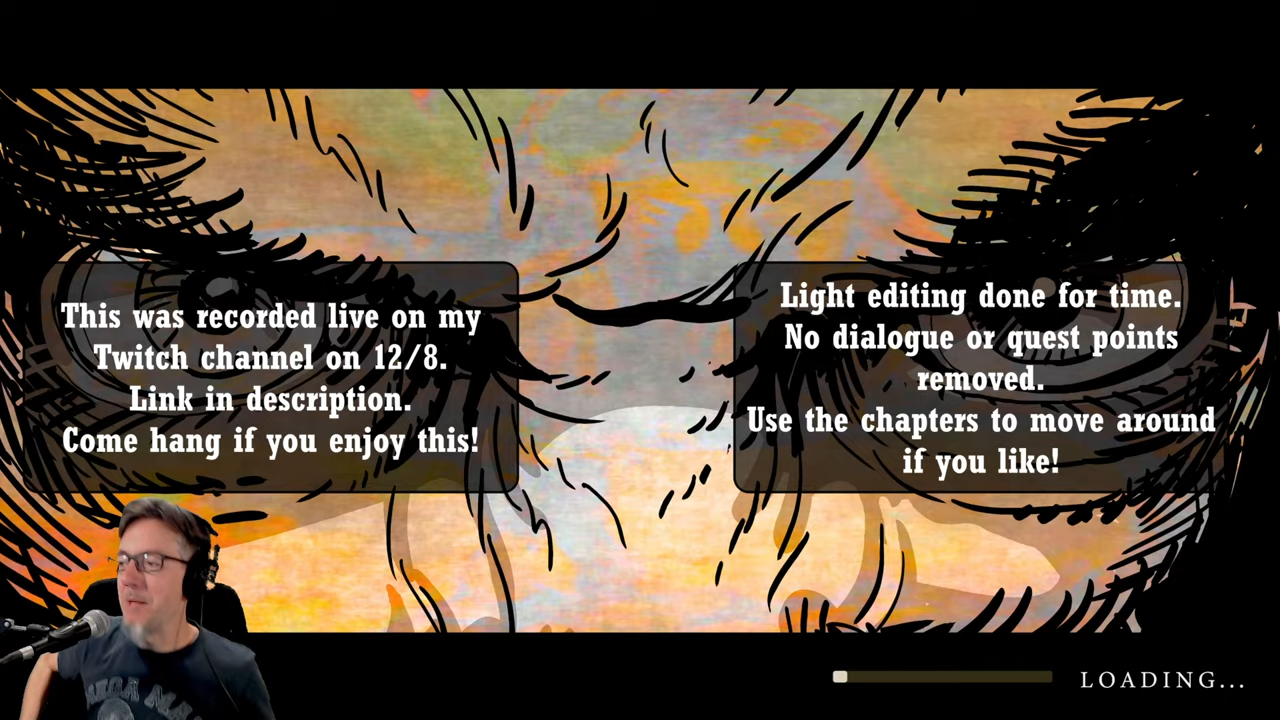 This was recorded live on my
Twitch channel on 12/8.
Link in description.
Come hang if you enjoy this!
Light editing done for time.
No dialogue or quest points
removed.
Use the chapters to move around
if you like!
LOADING...